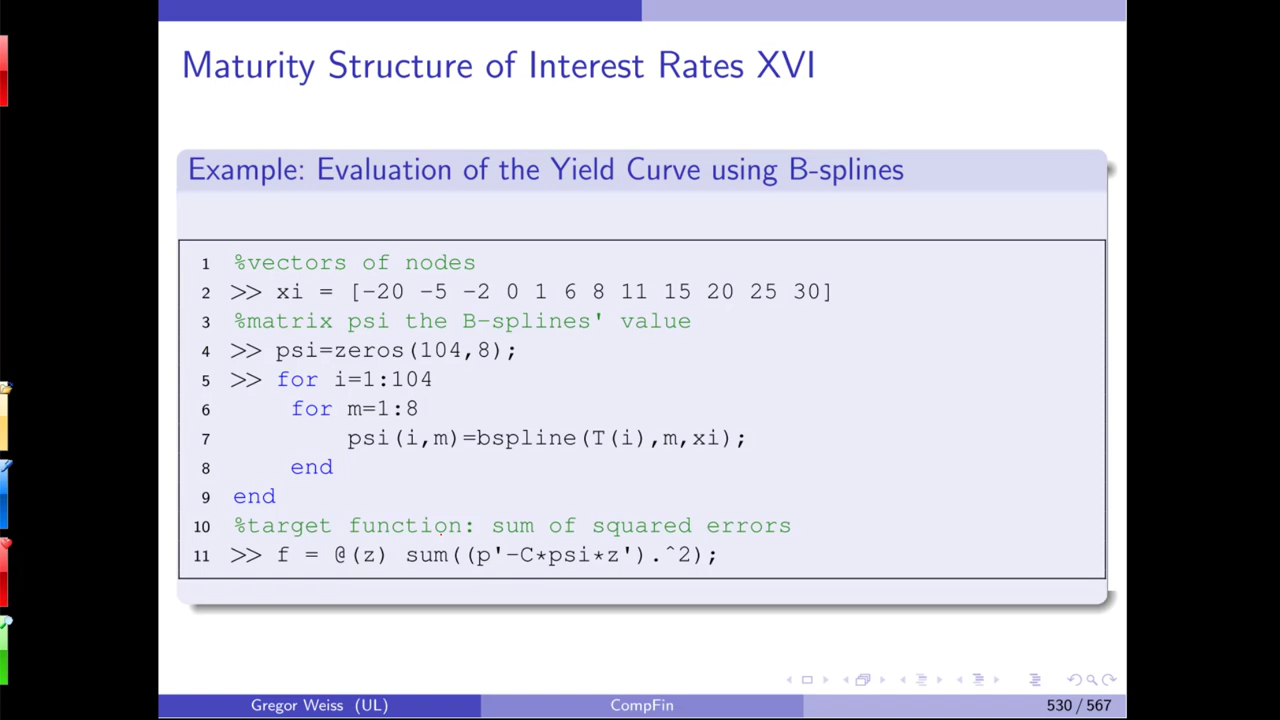 Maturity Structure of Interest Rates XVI
Example: Evaluation of the Yield Curve using B-splines
1 %vectors of nodes
2 >> xi = [-20 -5 -2 0 1 6 8 11 15 20 25 30]
3 %matrix psi the B-splines' value
4 >> psi=zeros(104,8);
5 >> for i=1:104
6 for m=1:8
7 psi(i,m)=bspline(T(i),m,xi);
8 end
9 end
10 %target function: sum of squared errors
11 >> f = @(z) sum((p'-C*psi*z').^2);
Gregor Weiss (UL) CompFin 530 / 567